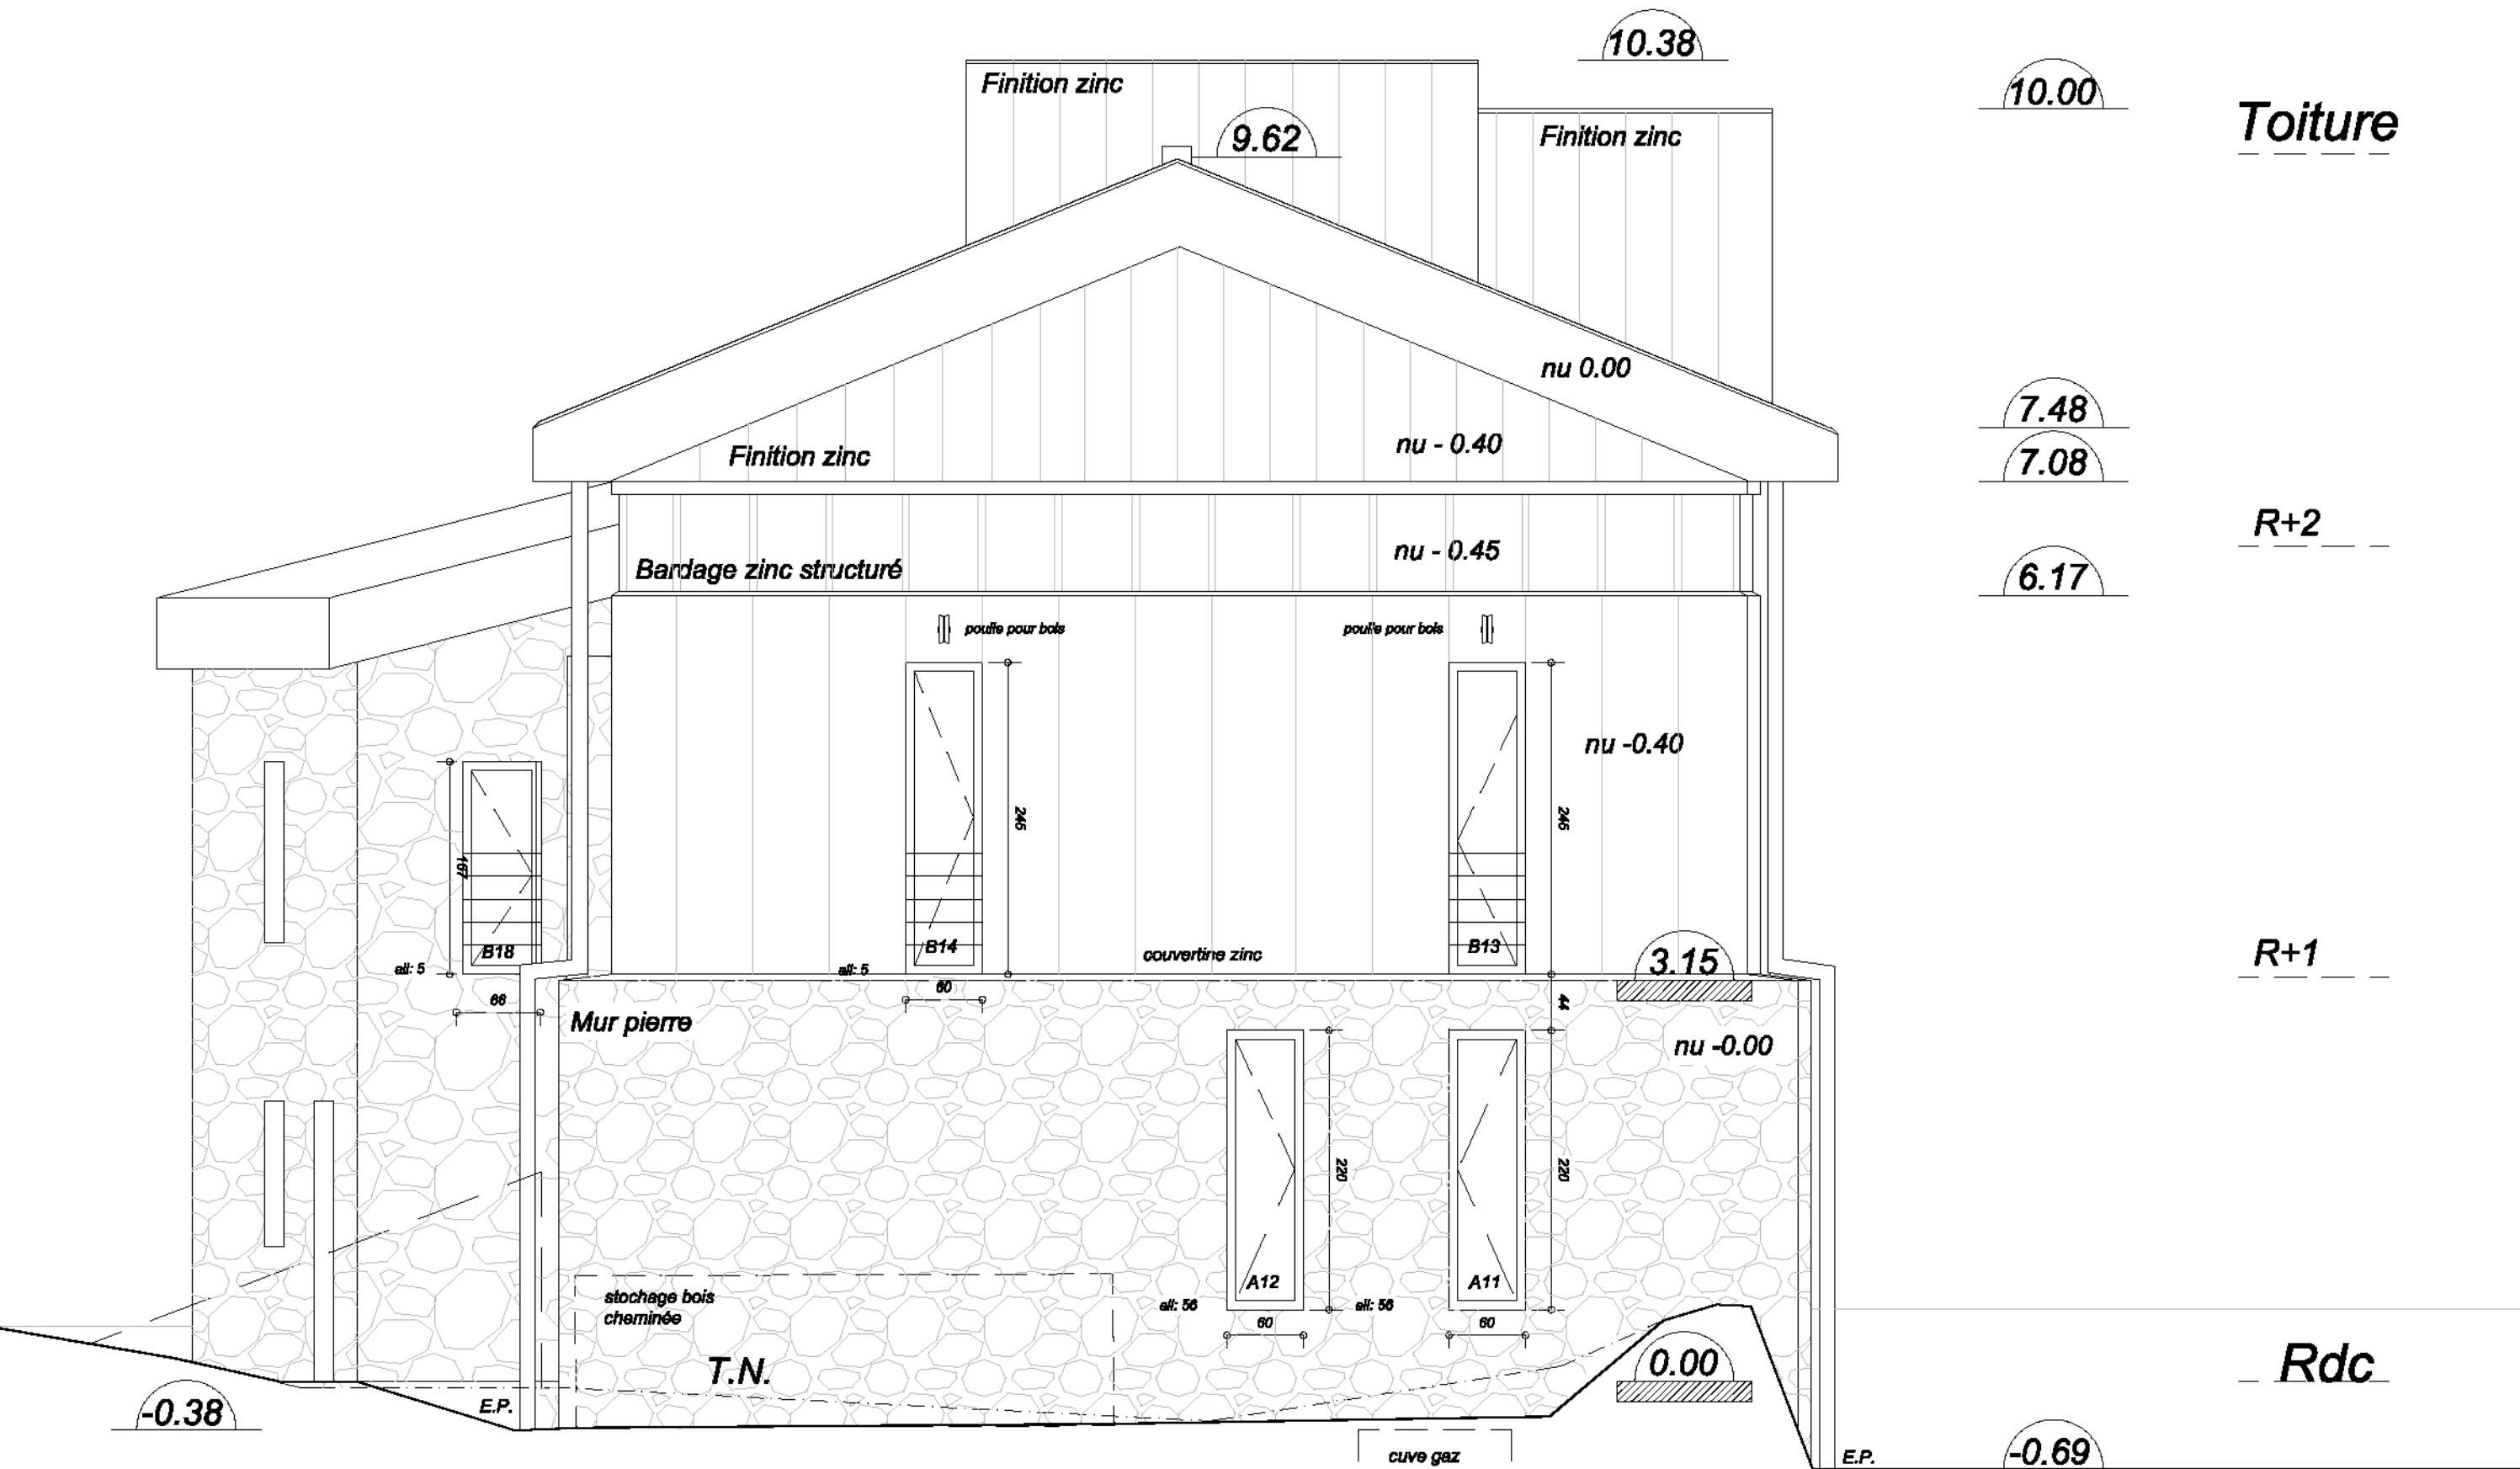 10.38
Finition zinc
10.00
Toiture
9.62
Finition zinc
nu 0.00
7.48
Finition zinc
nu - 0.40
7.08
R+2
Bardage zinc structuré
nu - 0.45
6.17
poulie pour bois
poulie pour bois
nu -0.40
246
246
167
B18
B14
couvertine zinc
B13
3.15
R+1
all: 5
all: 5
66
60
44
Mur pierre
nu -0.00
220
220
A12
A11
stochage bois
cheminée
all: 56
all: 56
60
60
T.N.
0.00
Rdc
-0.38
E.P.
cuve gaz
E.P.
-0.69